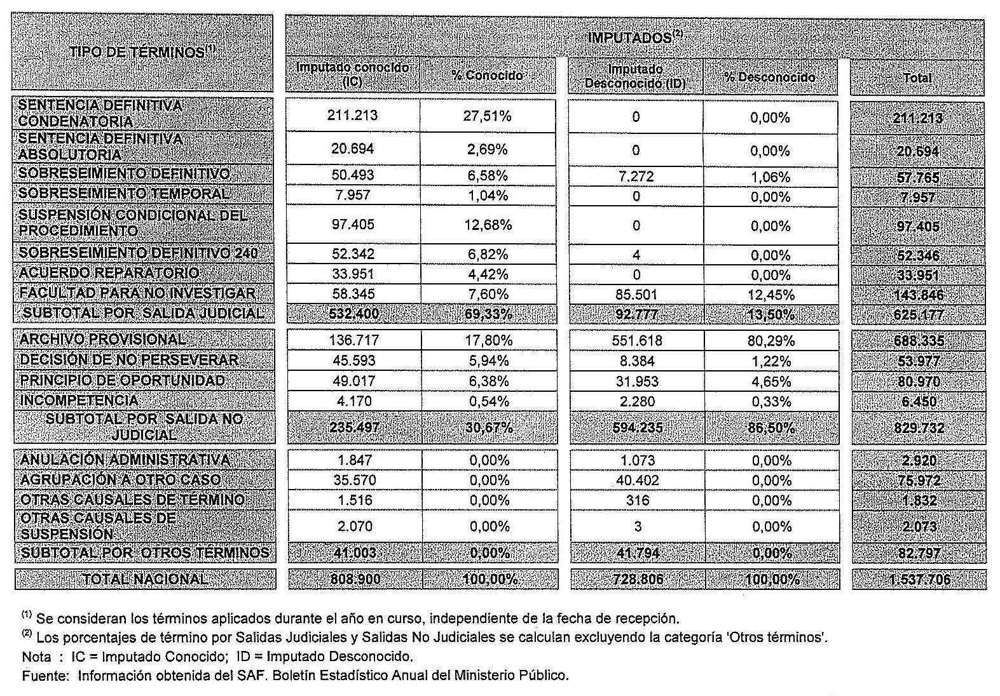 TIPO DE TÉRMINOS(1)
IMPUTADOS(2)
Imputado conocido (IC) % Conocido Imputado Desconocido (ID) % Desconocido Total
SENTENCIA DEFINITIVA CONDENATORIA 211.213 27,51% 0 0,00% 211.213
SENTENCIA DEFINITIVA ABSOLUTORIA 20.694 2,69% 0 0,00% 20.694
SOBRESEIMIENTO DEFINITIVO 50.493 6,58% 7.272 1,06% 57.765
SOBRESEIMIENTO TEMPORAL 7.957 1,04% 0 0,00% 7.957
SUSPENSIÓN CONDICIONAL DEL PROCEDIMIENTO 97.405 12,68% 0 0,00% 97.405
SOBRESEIMIENTO DEFINITIVO 240 52.342 6,82% 4 0,00% 52.346
ACUERDO REPARATORIO 33.951 4,42% 0 0,00% 33.951
FACULTAD PARA NO INVESTIGAR 58.345 7,60% 85.501 12,45% 143.846
SUBTOTAL POR SALIDA JUDICIAL 532.400 69,33% 92.777 13,50% 625.177
ARCHIVO PROVISIONAL 136.717 17,80% 551.618 80,29% 688.335
DECISIÓN DE NO PERSEVERAR 45.593 5,94% 8.384 1,22% 53.977
PRINCIPIO DE OPORTUNIDAD 49.017 6,38% 31.953 4,65% 80.970
INCOMPETENCIA 4.170 0,54% 2.280 0,33% 6.450
SUBTOTAL POR SALIDA NO JUDICIAL 235.497 30,67% 594.235 86,50% 829.732
ANULACIÓN ADMINISTRATIVA 1.847 0,00% 1.073 0,00% 2.920
AGRUPACIÓN A OTRO CASO 35.570 0,00% 40.402 0,00% 75.972
OTRAS CAUSALES DE TERMINO 1.516 0,00% 316 0,00% 1.832
OTRAS CAUSALES DE SUSPENSION 2.070 0,00% 3 0,00% 2.073
SUBTOTAL POR OTROS TÉRMINOS 41.003 0,00% 41.794 0,00% 82.797
TOTAL NACIONAL 808.900 100,00% 728.806 100,00% 1.537.706
(1) Se consideran los términos aplicados durante el año en curso, independiente de la fecha de recepción.
(2) Los porcentajes de término por Salidas Judiciales y Salidas No Judiciales se calculan excluyendo la categoría 'Otros términos'.
Nota : IC = Imputado Conocido; ID = Imputado Desconocido.
Fuente: Información obtenida del SAF. Boletín Estadístico Anual del Ministerio Público.